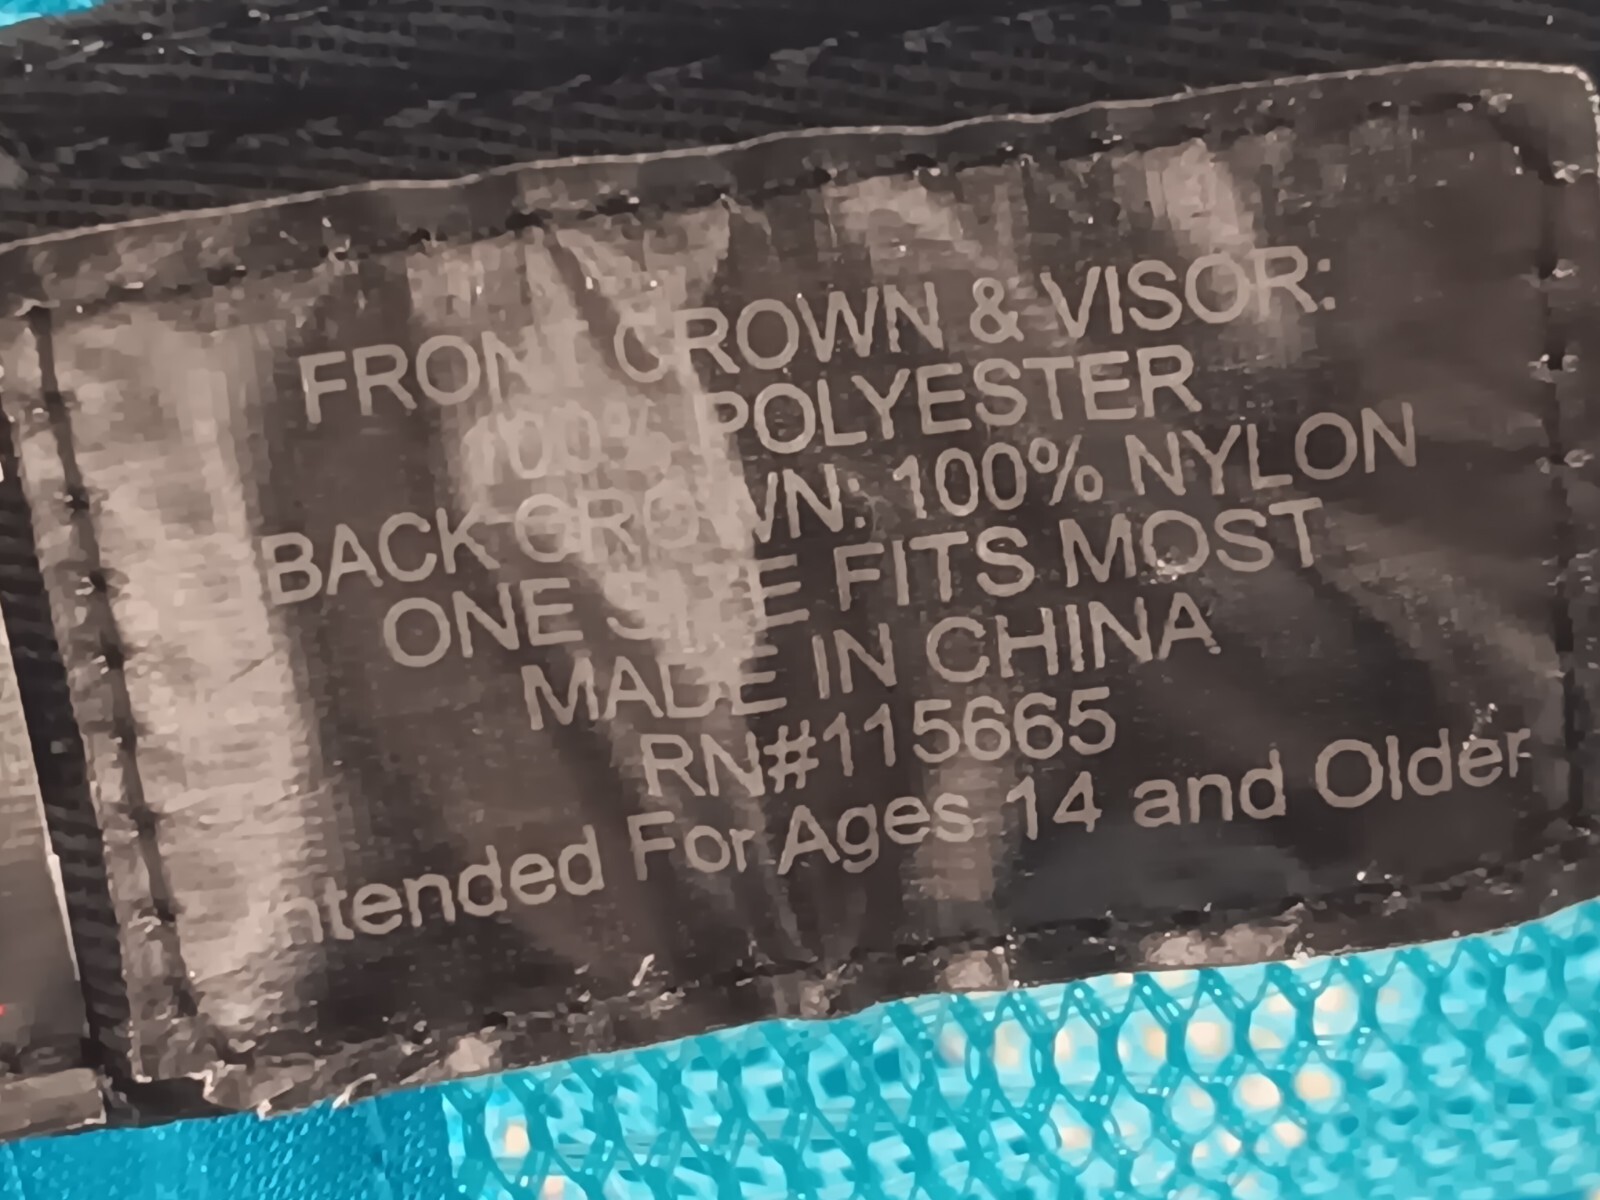 FRONT CROWN & VISOR:
100% POLYESTER
BACK CROWN: 100% NYLON
ONE SIZE FITS MOST
MADE IN CHINA
RN#115665
Intended For Ages 14 and Older